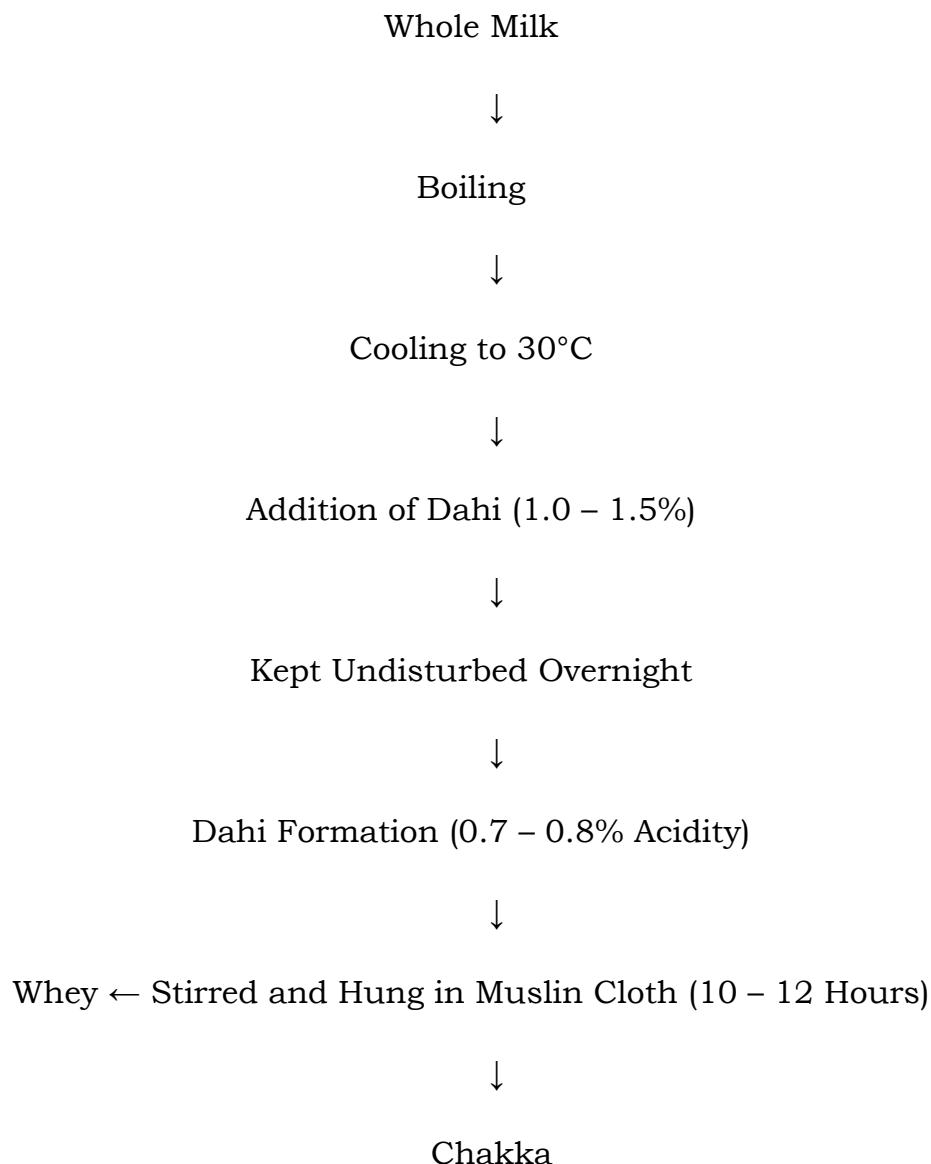 Whole Milk
↓
Boiling
↓
Cooling to 30°C
↓
Addition of Dahi (1.0 – 1.5%)
↓
Kept Undisturbed Overnight
↓
Dahi Formation (0.7 – 0.8% Acidity)
↓
Whey ← Stirred and Hung in Muslin Cloth (10 – 12 Hours)
↓
Chakka